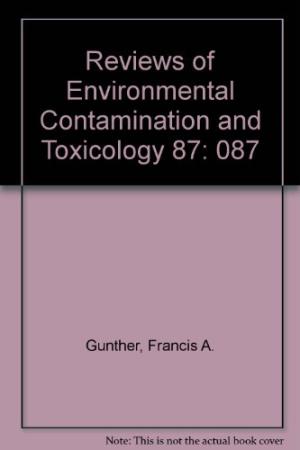 Reviews of
Environmental
Contamination and
Toxicology 87: 087
Gunther, Francis A.
Note: This is not the actual book cover